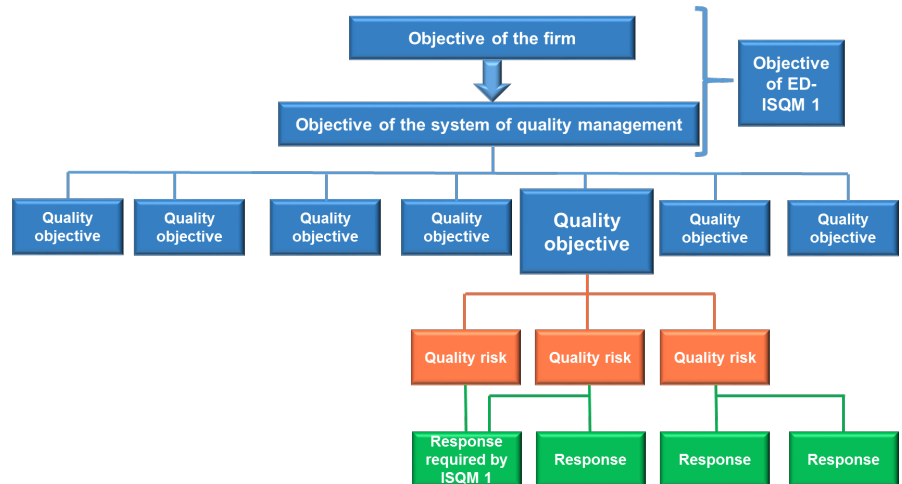 Objective of the firm
Objective
of ED-
ISQM 1
Objective of the system of quality management
Quality
objective
Quality
objective
Quality
objective
Quality
objective
Quality
objective
Quality
objective
Quality
objective
Quality risk
Quality risk
Quality risk
Response
required by
ISQM 1
Response
Response
Response